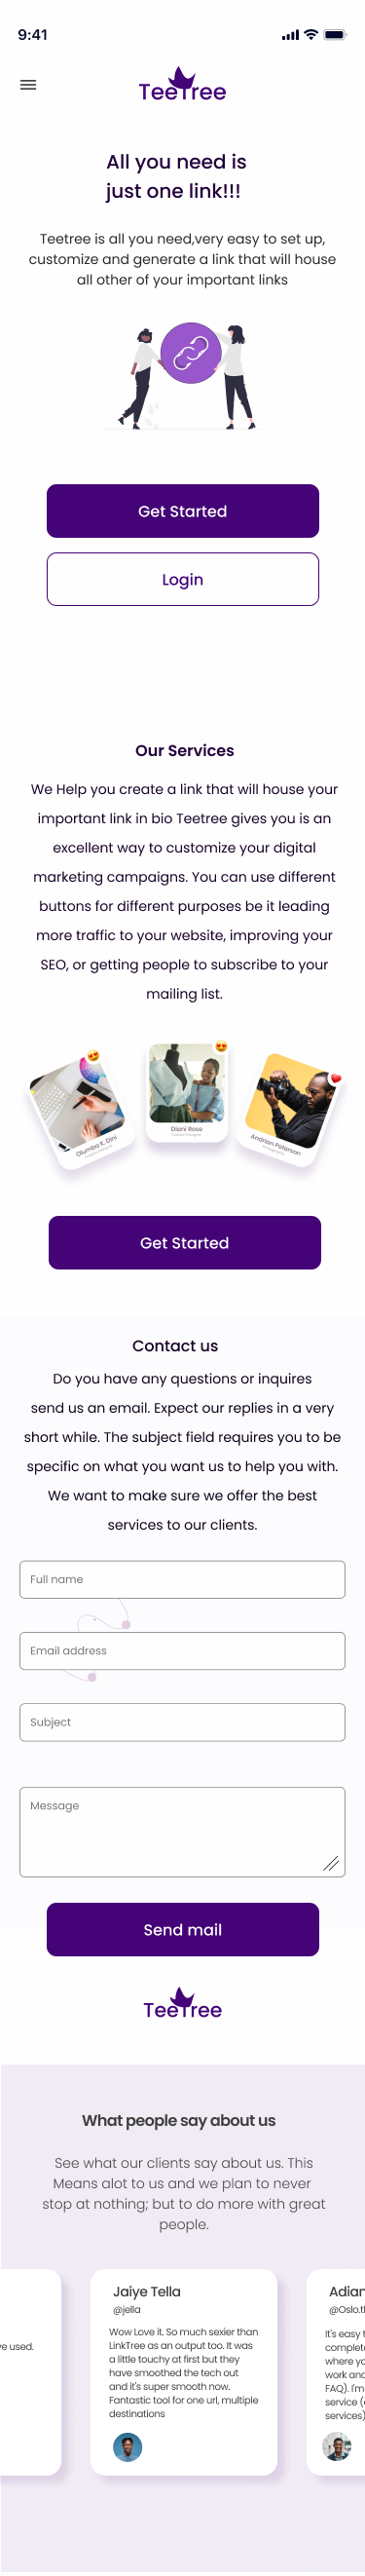 9:41
TeeTree
All you need is
just one link!!!
Teetree is all you need,very easy to set up,
customize and generate a link that will house
all other of your important links
Get Started
Login
Our Services
We Help you create a link that will house your
important link in bio Teetree gives you is an
excellent way to customize your digital
marketing campaigns. You can use different
buttons for different purposes be it leading
more traffic to your website, improving your
SEO, or getting people to subscribe to your
mailing list.
Olumba K. Dini
Diani Rose
Andrian Peterson
Get Started
Contact us
Do you have any questions or inquires
send us an email. Expect our replies in a very
short while. The subject field requires you to be
specific on what you want us to help you with.
We want to make sure we offer the best
services to our clients.
Full name
Email address
Subject
Message
Send mail
TeeTree
What people say about us
See what our clients say about us. This
Means alot to us and we plan to never
stop at nothing; but to do more with great
people.
e used.
Jaiye Tella
@jella
Wow Love it. So much sexier than
LinkTree as an output too. It was
a little touchy at first but they
have smoothed the tech out
and it's super smooth now.
Fantastic tool for one url, multiple
destinations
Adian
@Oslo.t
It's easy t
complet
where yo
work and
FAQ). I'm
service (
services)